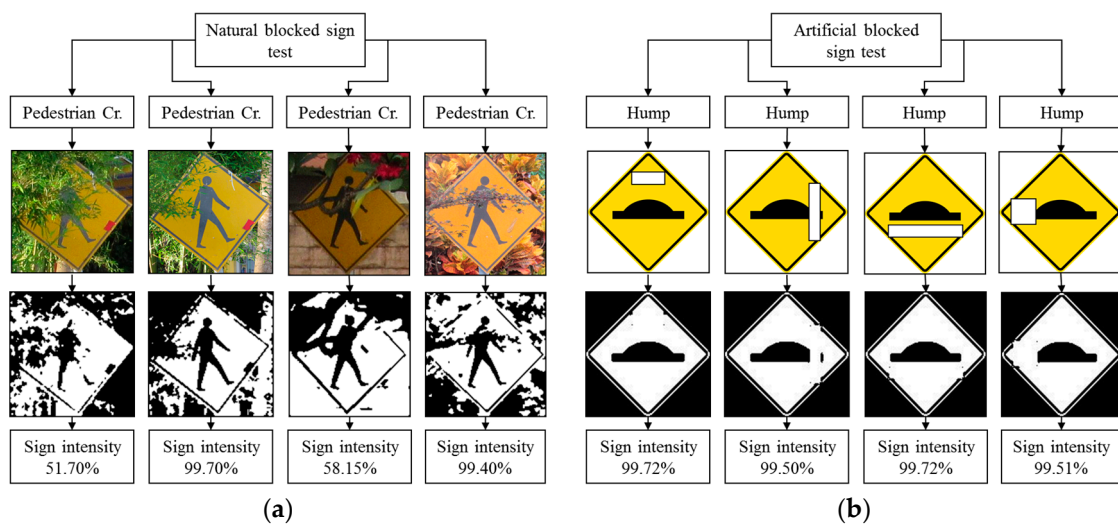 Natural blocked sign
test
Pedestrian Cr.
Pedestrian Cr.
Pedestrian Cr.
Pedestrian Cr.
Sign intensity
51.70%
Sign intensity
99.70%
Sign intensity
58.15%
Sign intensity
99.40%
(a)
Artificial blocked
sign test
Hump
Hump
Hump
Hump
Sign intensity
99.72%
Sign intensity
99.50%
Sign intensity
99.72%
Sign intensity
99.51%
(b)